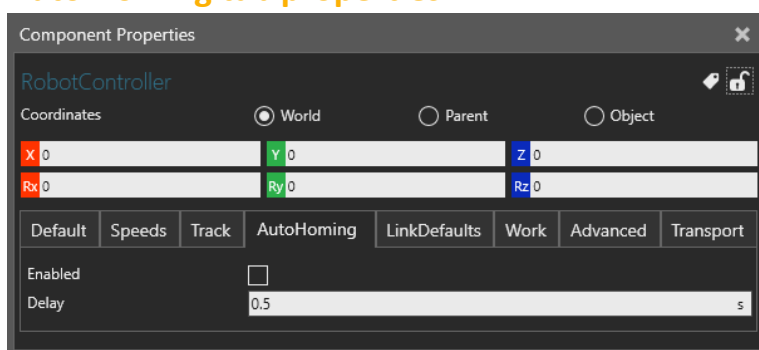 Component Properties
RobotController
Coordinates World Parent Object
X 0 Y 0 Z 0
Rx 0 Ry 0 Rz 0
Default Speeds Track AutoHoming LinkDefaults Work Advanced Transport
Enabled
Delay 0.5 s